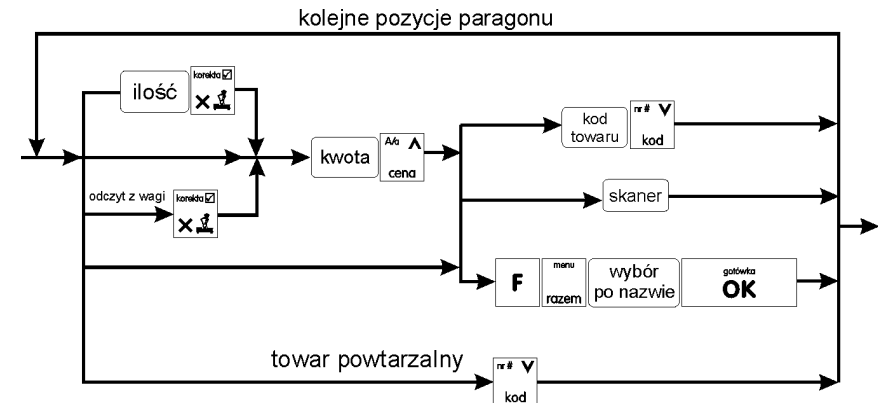 kolejne pozycje paragonu
ilość
korekta
×
kwota
A/a
cena
odczyt z wagi
korekta
×
kod
towaru
nr #
kod
skaner
F
menu
razem
wybór
po nazwie
gotówka
OK
towar powtarzalny
nr #
kod